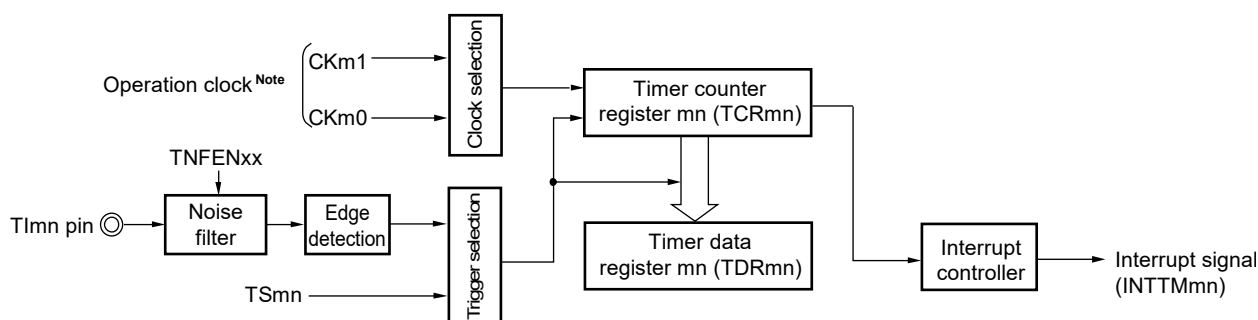 Operation clock Note
CKm1
CKm0
Clock selection
Timer counter
register mn (TCRmn)
TNFENxx
TImn pin
Noise
filter
Edge
detection
TSmn
Trigger selection
Timer data
register mn (TDRmn)
Interrupt
controller
Interrupt signal
(INTTMmn)